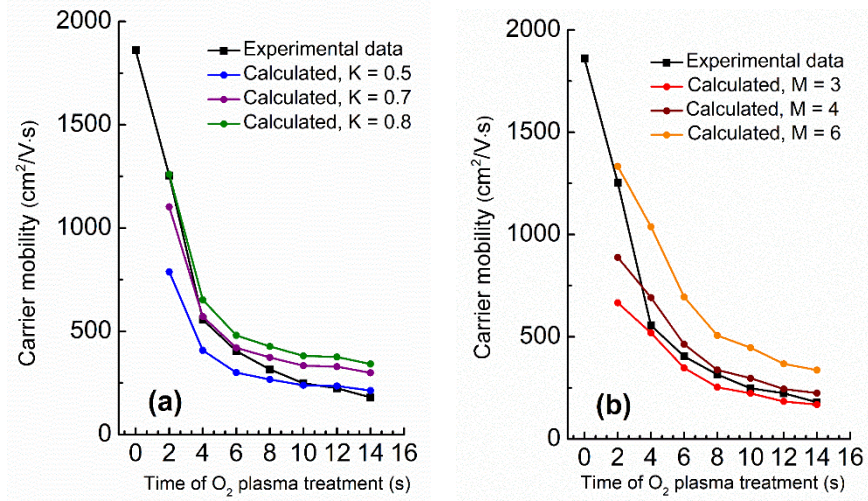 2000
1500
1000
500
0
Carrier mobility (cm²/V·s)
Experimental data
Calculated, K = 0.5
Calculated, K = 0.7
Calculated, K = 0.8
(a)
0 2 4 6 8 10 12 14 16
Time of O₂ plasma treatment (s)
2000
1500
1000
500
0
Carrier mobility (cm²/V·s)
Experimental data
Calculated, M = 3
Calculated, M = 4
Calculated, M = 6
(b)
0 2 4 6 8 10 12 14 16
Time of O₂ plasma treatment (s)